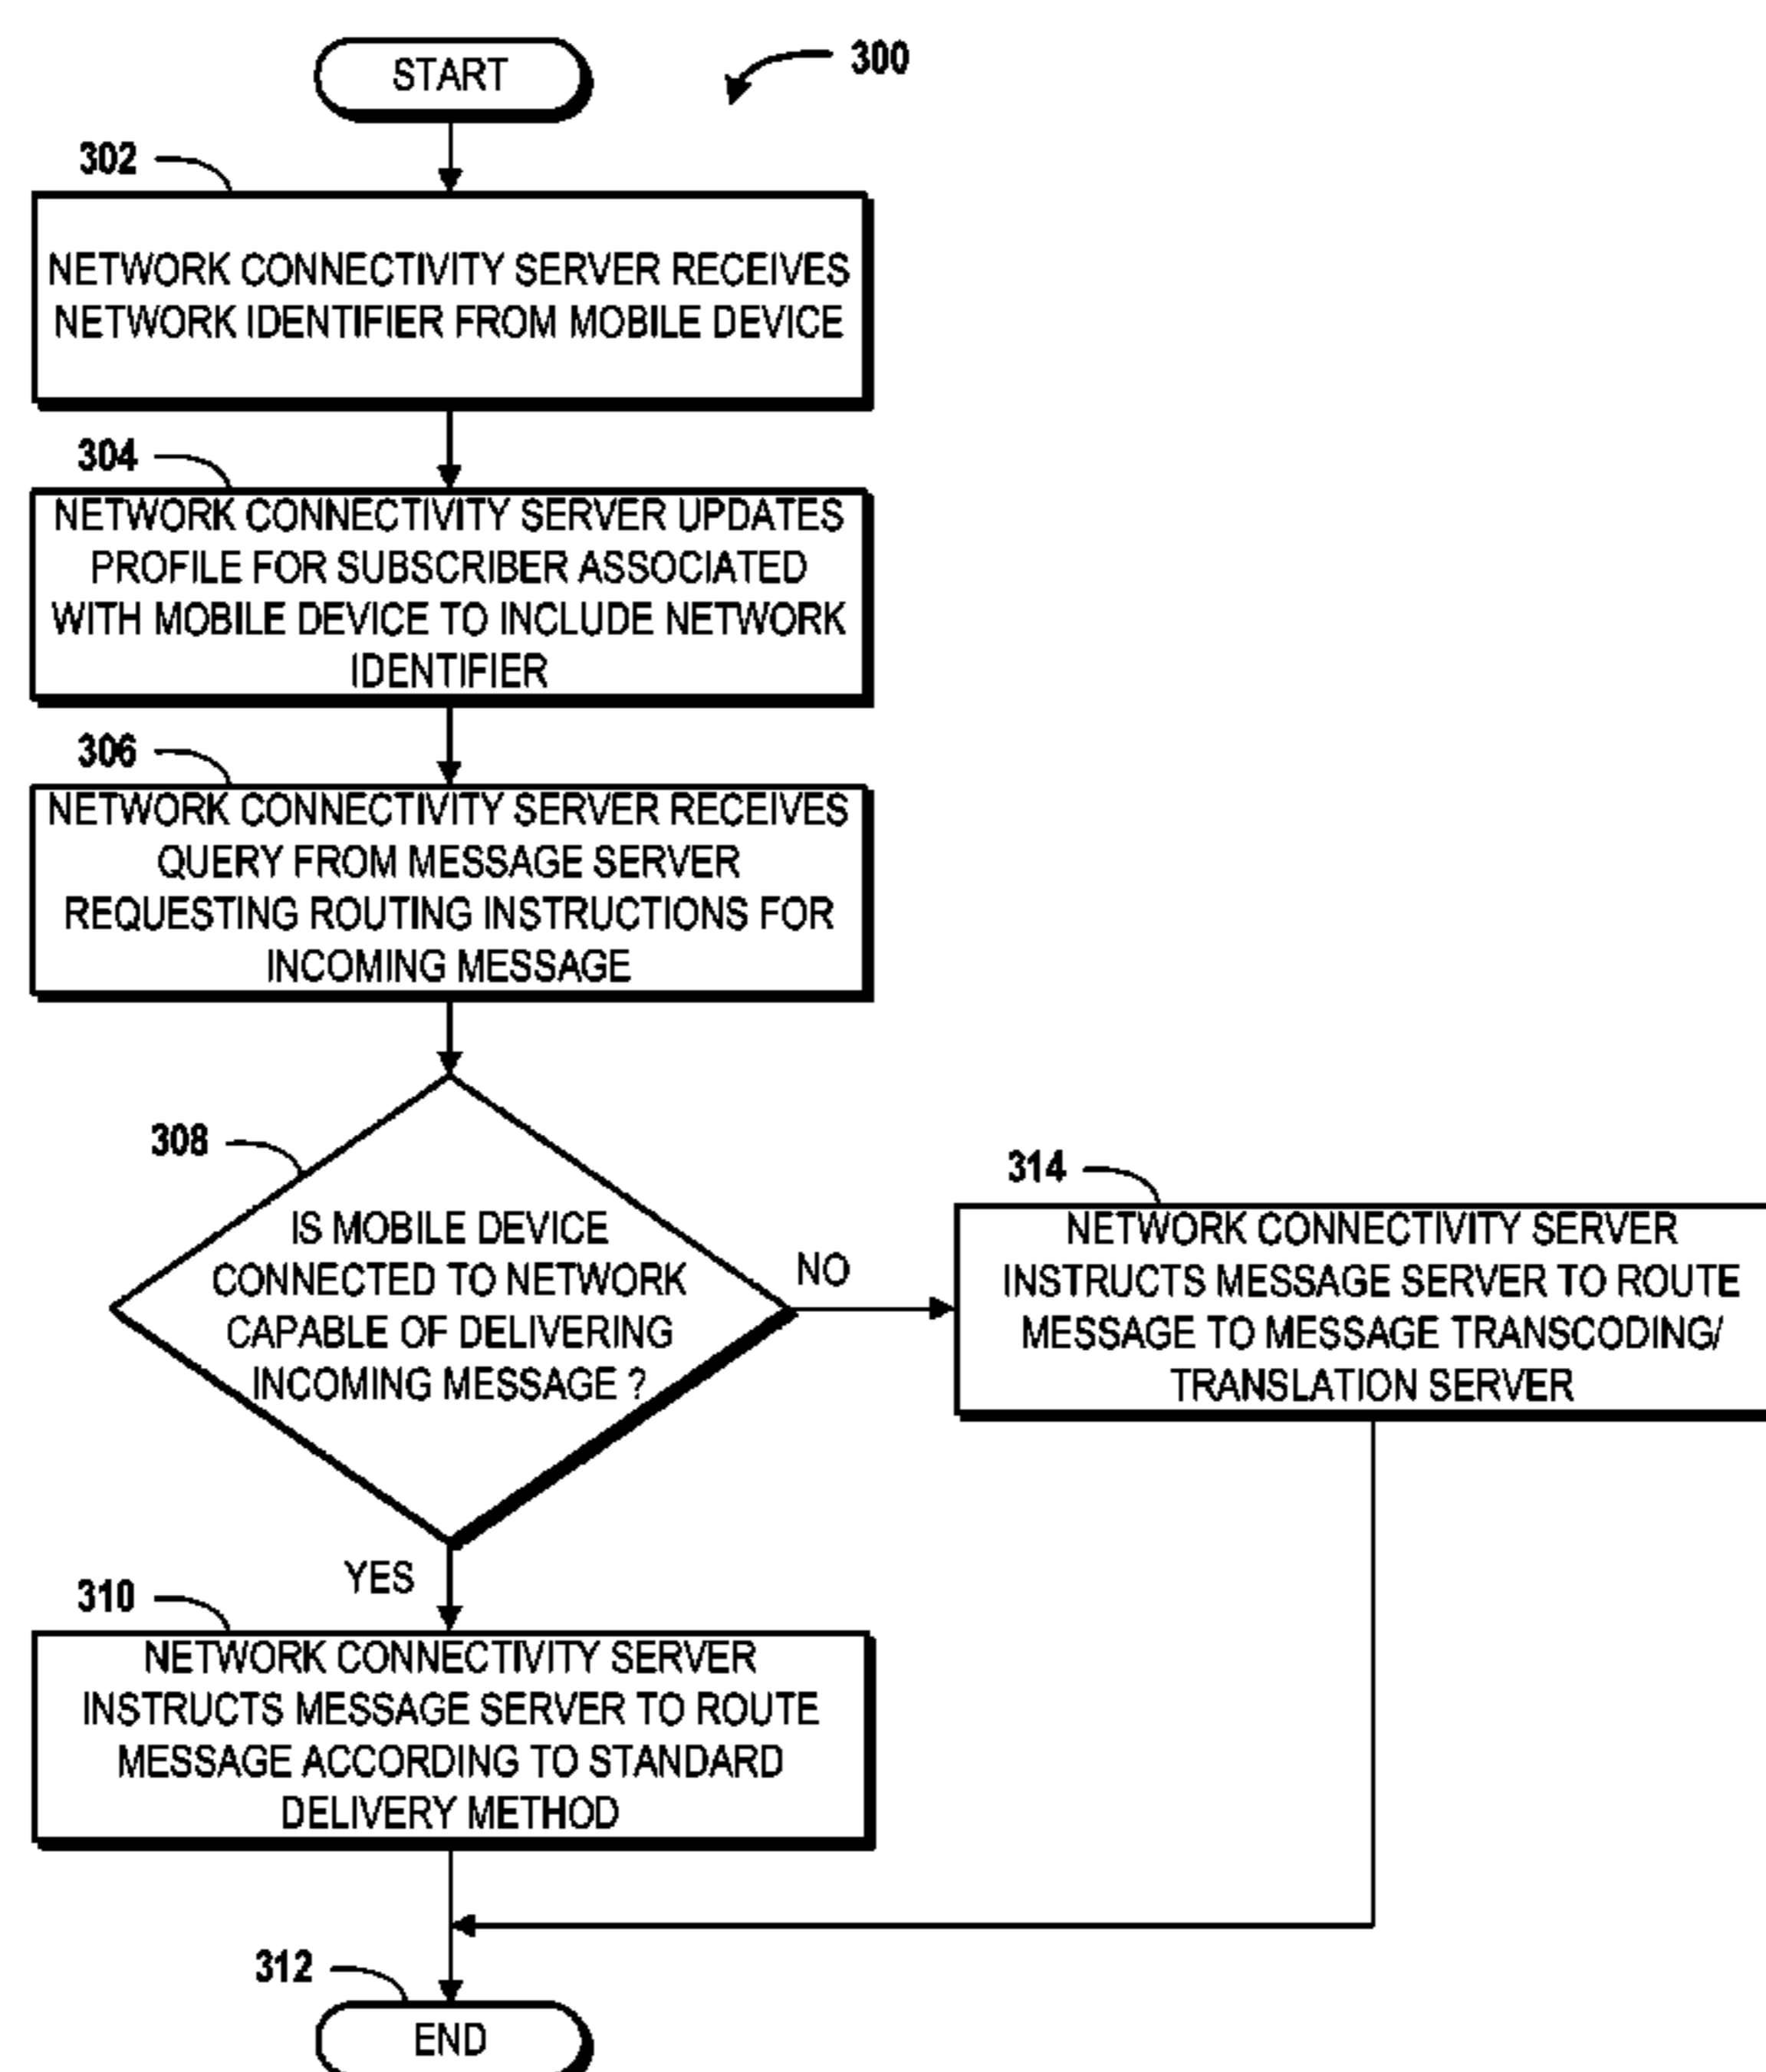 START
300
302
NETWORK CONNECTIVITY SERVER RECEIVES
NETWORK IDENTIFIER FROM MOBILE DEVICE
304
NETWORK CONNECTIVITY SERVER UPDATES
PROFILE FOR SUBSCRIBER ASSOCIATED
WITH MOBILE DEVICE TO INCLUDE NETWORK
IDENTIFIER
306
NETWORK CONNECTIVITY SERVER RECEIVES
QUERY FROM MESSAGE SERVER
REQUESTING ROUTING INSTRUCTIONS FOR
INCOMING MESSAGE
308
IS MOBILE DEVICE
CONNECTED TO NETWORK
CAPABLE OF DELIVERING
INCOMING MESSAGE ?
NO
314
NETWORK CONNECTIVITY SERVER
INSTRUCTS MESSAGE SERVER TO ROUTE
MESSAGE TO MESSAGE TRANSCODING/
TRANSLATION SERVER
YES
310
NETWORK CONNECTIVITY SERVER
INSTRUCTS MESSAGE SERVER TO ROUTE
MESSAGE ACCORDING TO STANDARD
DELIVERY METHOD
312
END